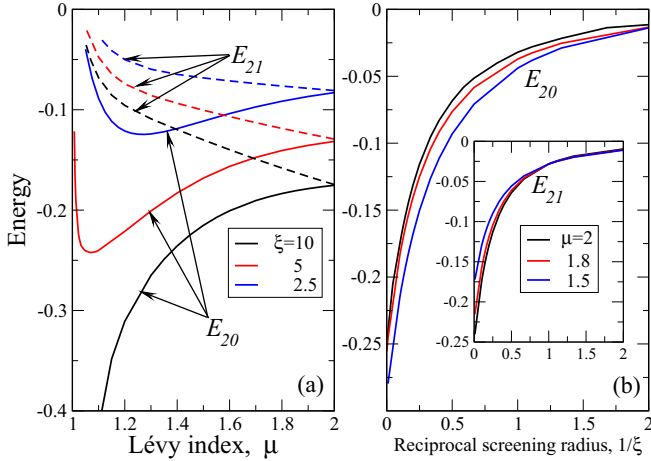 0
-0.1
-0.2
-0.3
-0.4
Energy
E21
ξ=10
5
2.5
E20
(a)
1 1.2 1.4 1.6 1.8 2
Lévy index, μ
0
-0.05
-0.1
-0.15
-0.2
-0.25
E20
0
-0.05
-0.1
-0.15
-0.2
-0.25
E21
μ=2
1.8
1.5
0 0.5 1 1.5 2
(b)
0 0.5 1 1.5 2
Reciprocal screening radius, 1/ξ